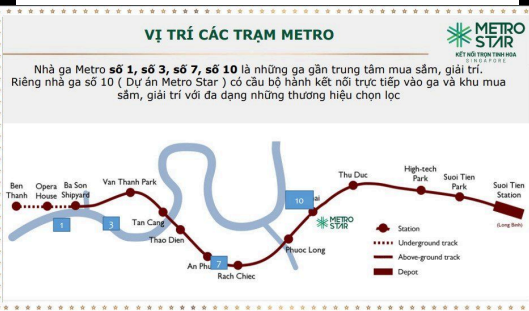 VỊ TRÍ CÁC TRẠM METRO
METRO
STAR
KẾT NỐI TRỌN TINH HOA
SINGAPORE
Nhà ga Metro số 1, số 3, số 7, số 10 là những ga gần trung tâm mua sắm, giải trí.
Riêng nhà ga số 10 ( Dự án Metro Star ) có cầu bộ hành kết nối trực tiếp vào ga và khu mua
sắm, giải trí với đa dạng những thương hiệu chọn lọc
Ben
Thanh
Opera
House
Ba Son
Shipyard
Van Thanh Park
Tan Cang
Thao Dien
An Phu
Rach Chiec
Phuoc Long
ai
Thu Duc
High-tech
Park
Suoi Tien
Park
Suoi Tien
Station
(Long Binh)
1
3
7
10
METRO
STAR
Station
Underground track
Above-ground track
Depot